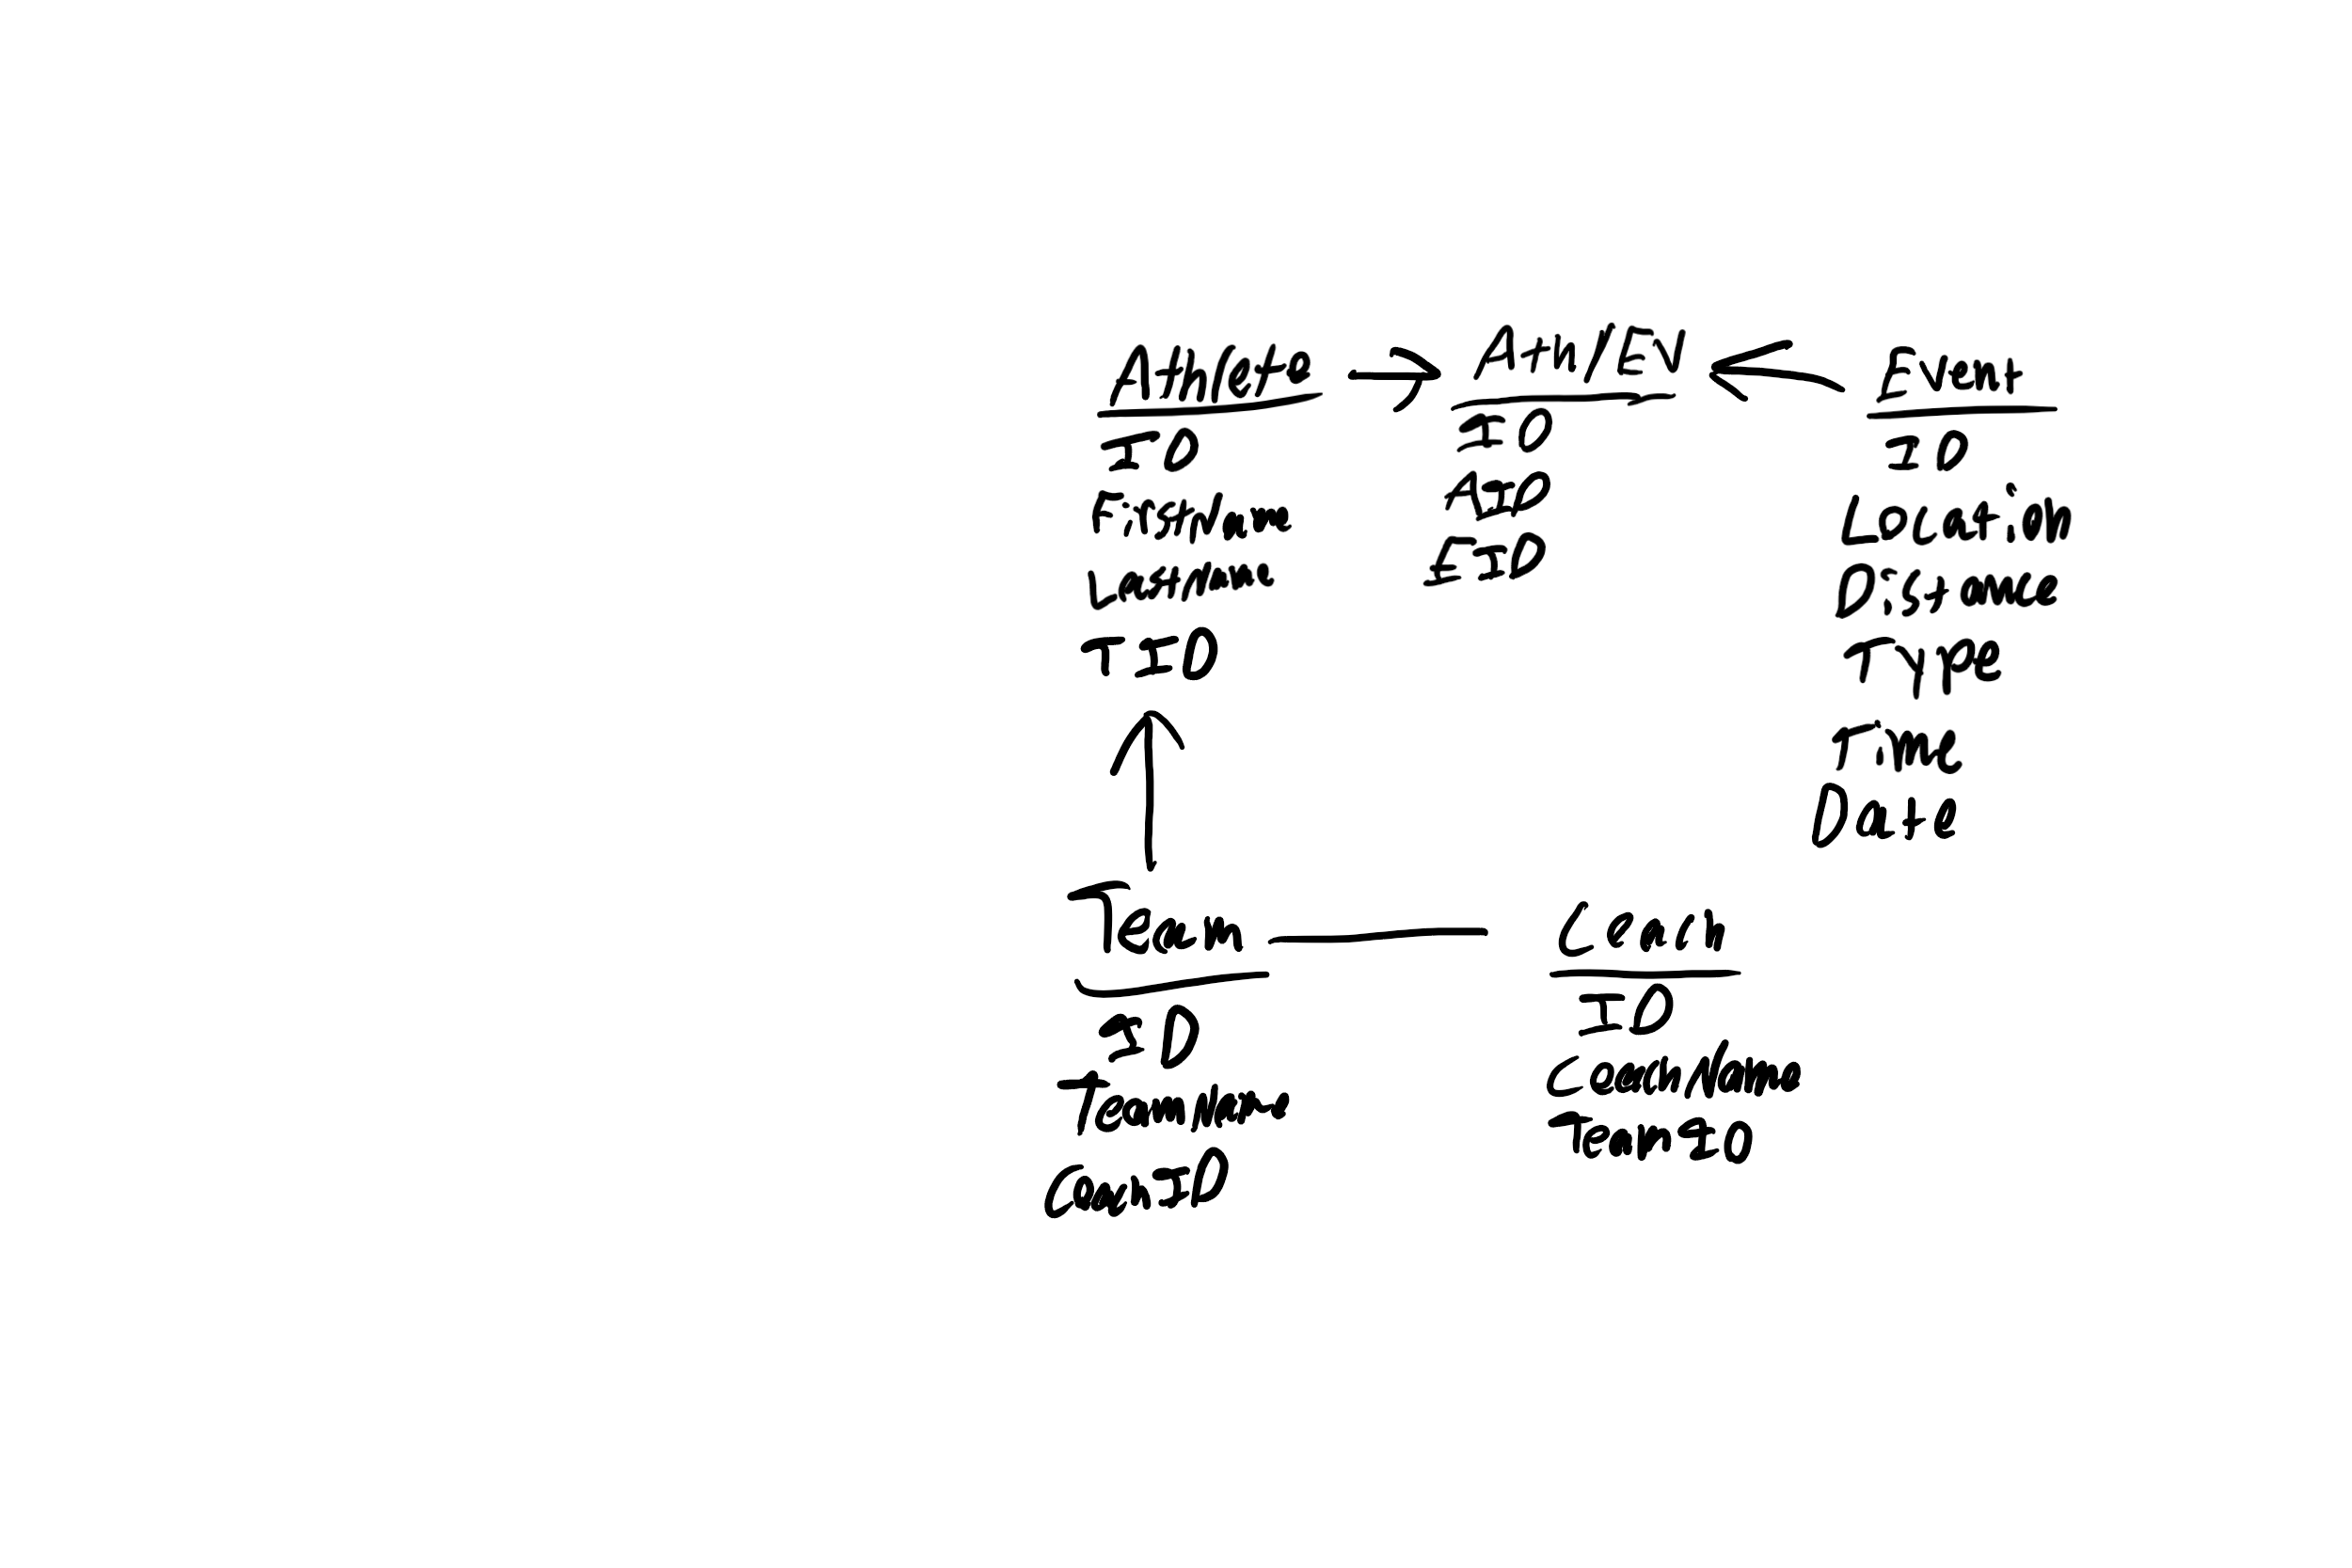 Athlete
ID
FirstName
LastName
TID
Ath/EV
ID
AID
EID
Event
ID
Location
Distance
Type
Time
Date
Team
ID
TeamName
CoachID
Coach
ID
CoachName
TeamID